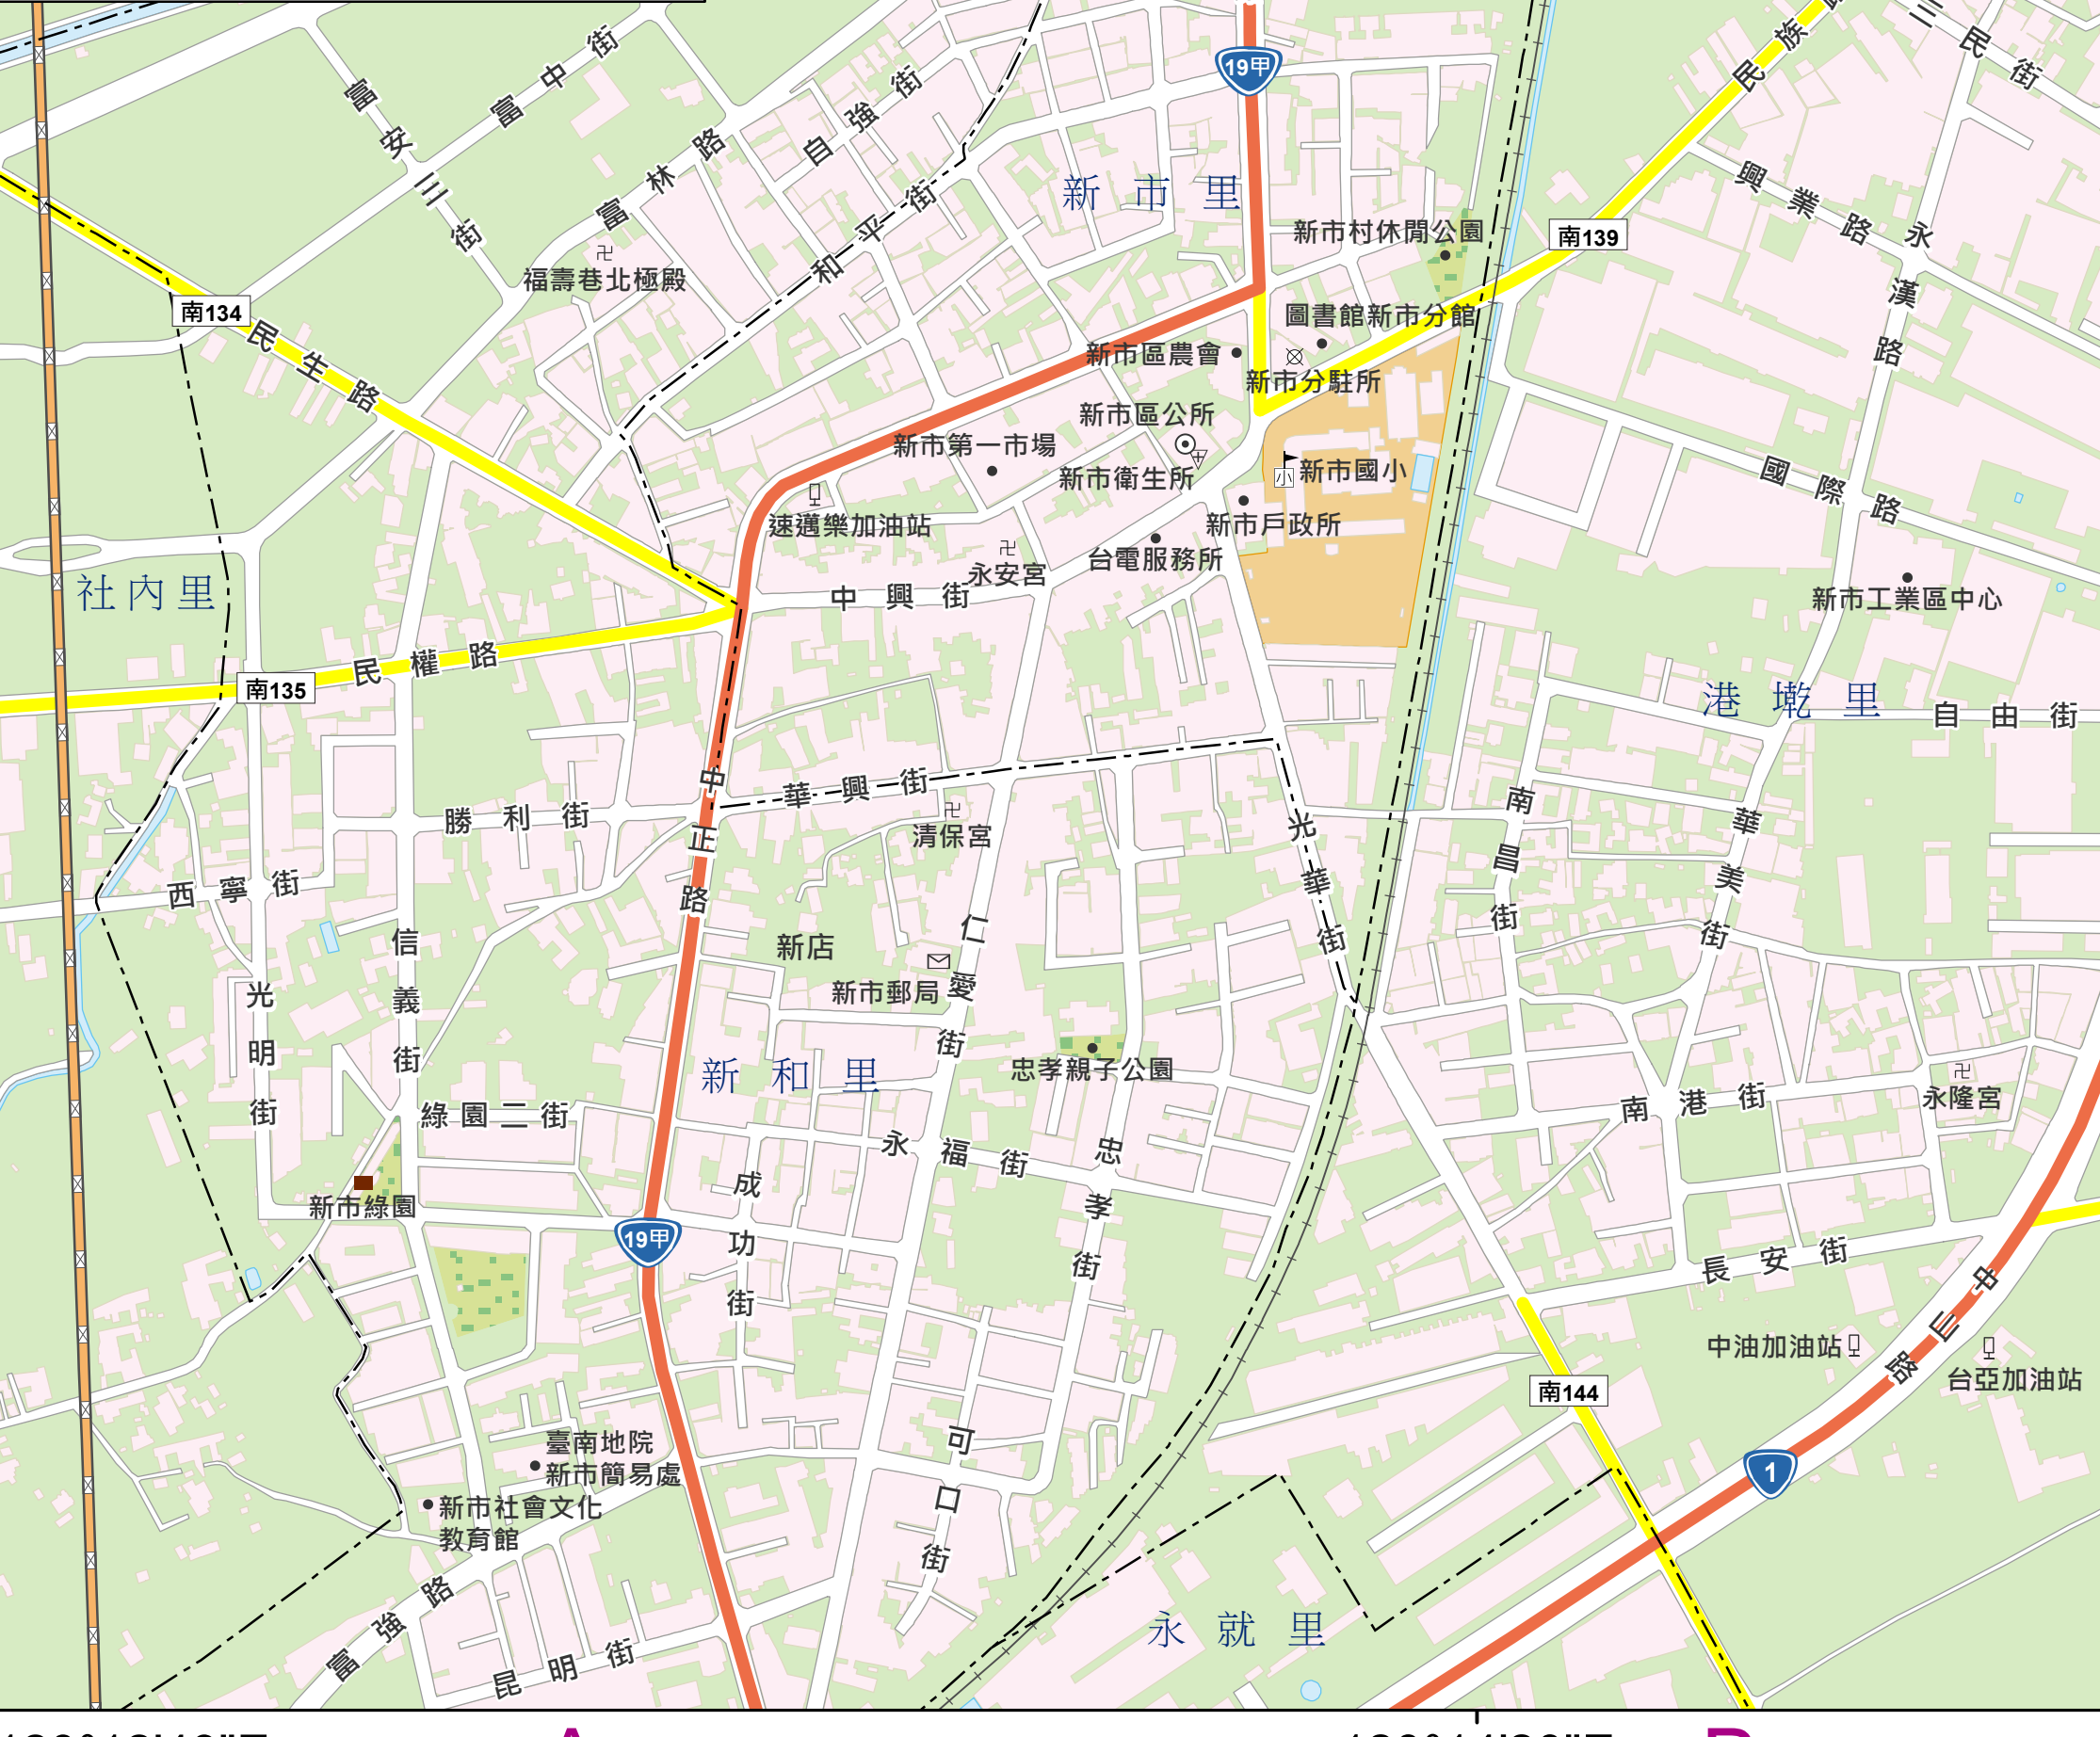 19甲
民族路
三民街
富安三街
富中街
自強街
富林路
和平街
新市里
興業路
永漢路
新市村休閒公園
南139
福壽巷北極殿
南134
民生路
圖書館新市分館
新市區農會
新市分駐所
新市區公所
新市第一市場
新市衛生所
小
新市國小
國際路
速邁樂加油站
新市戶政所
台電服務所
永安宮
社內里
中興街
新市工業區中心
民權路
南135
港墘里
自由街
中正路
華興街
勝利街
清保宮
光華街
南昌街
華美街
西寧街
信義街
仁愛街
新店
新市郵局
光明街
新和里
忠孝親子公園
綠園二街
永福街
忠孝街
南港街
永隆宮
成功街
新市綠園
19甲
長安街
中山路
中油加油站
台亞加油站
南144
臺南地院
新市簡易處
可口街
1
新市社會文化
教育館
富強路
昆明街
永就里